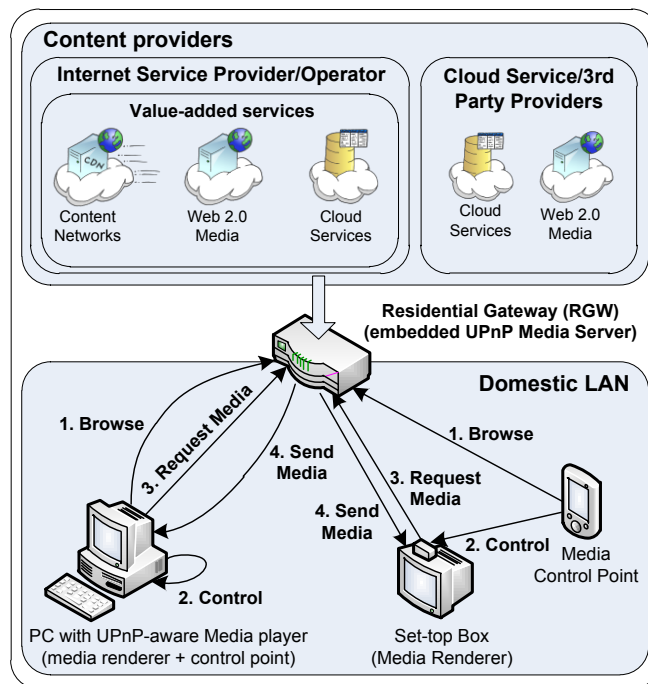 Content providers
Internet Service Provider/Operator
Value-added services
CDN
Content
Networks
Web 2.0
Media
Cloud
Services
Cloud Service/3rd
Party Providers
Cloud
Services
Web 2.0
Media
Residential Gateway (RGW)
(embedded UPnP Media Server)
Domestic LAN
1. Browse
3. Request Media
4. Send
Media
4. Send
Media
3. Request
Media
1. Browse
2. Control
2. Control
Media
Control Point
PC with UPnP-aware Media player
(media renderer + control point)
Set-top Box
(Media Renderer)